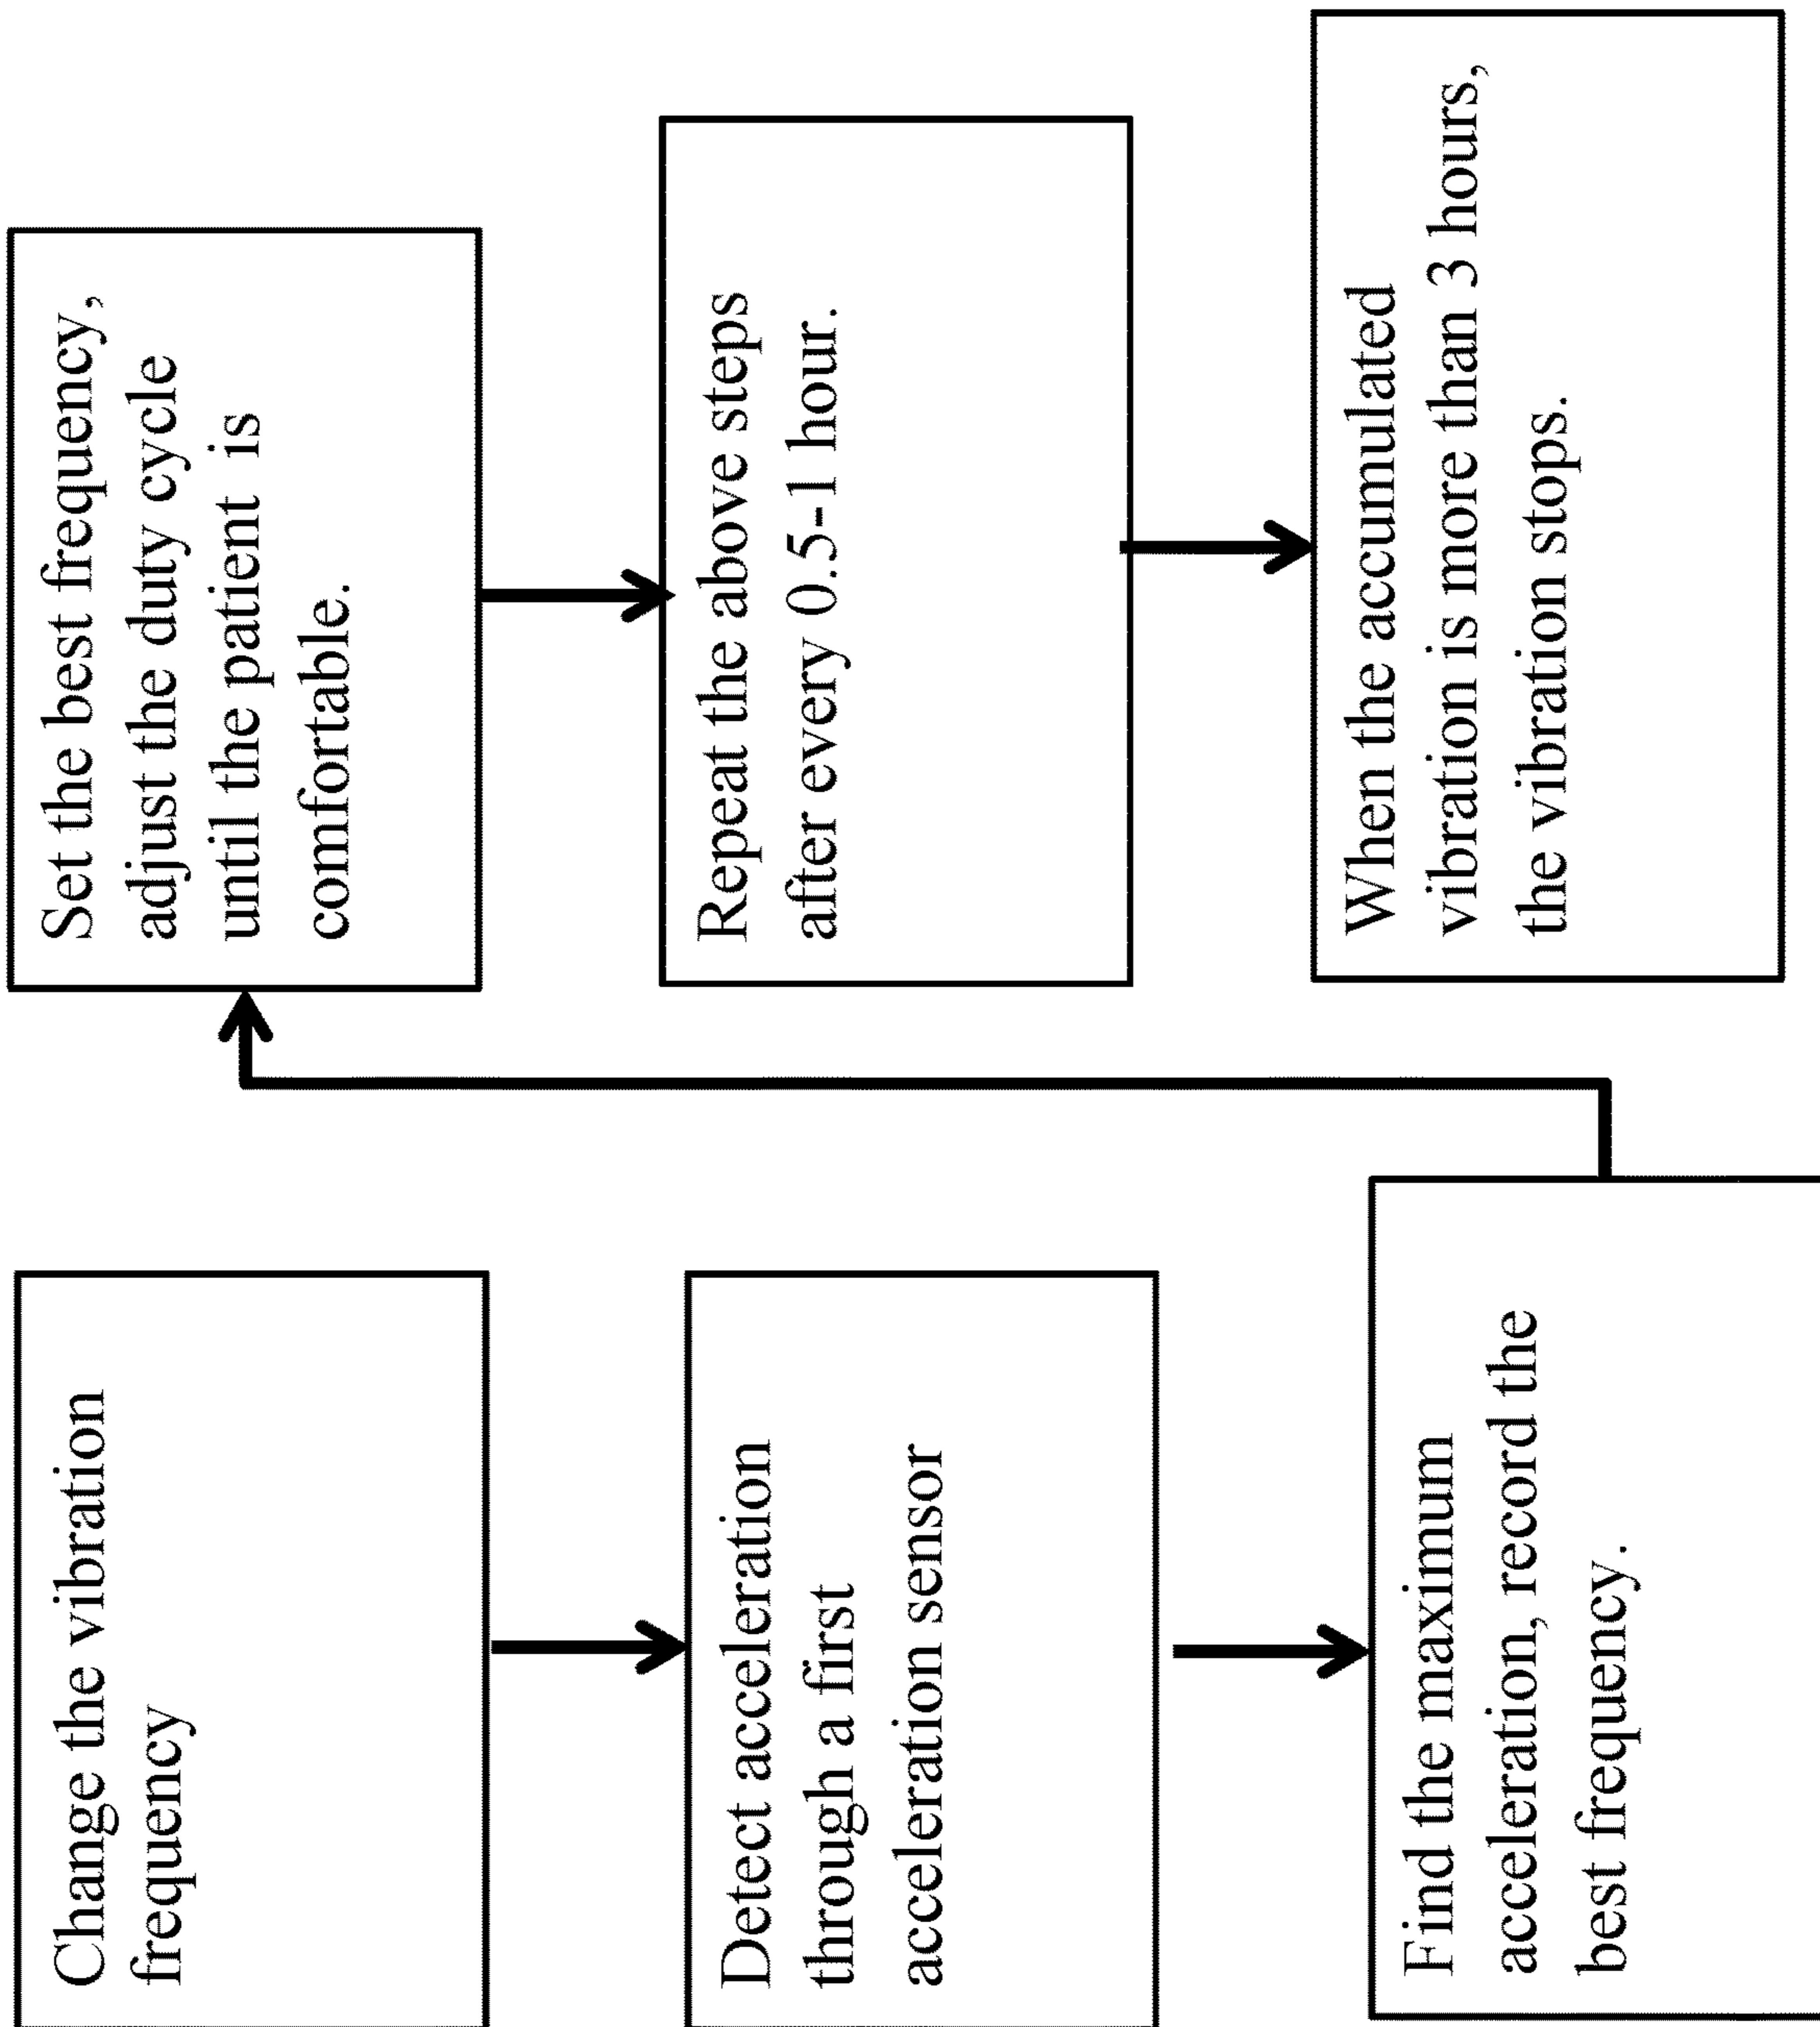 Change the vibration
frequency
Detect acceleration
through a first
acceleration sensor
Find the maximum
acceleration, record the
best frequency.
Set the best frequency,
adjust the duty cycle
until the patient is
comfortable.
Repeat the above steps
after every 0.5-1 hour.
When the accumulated
vibration is more than 3 hours,
the vibration stops.